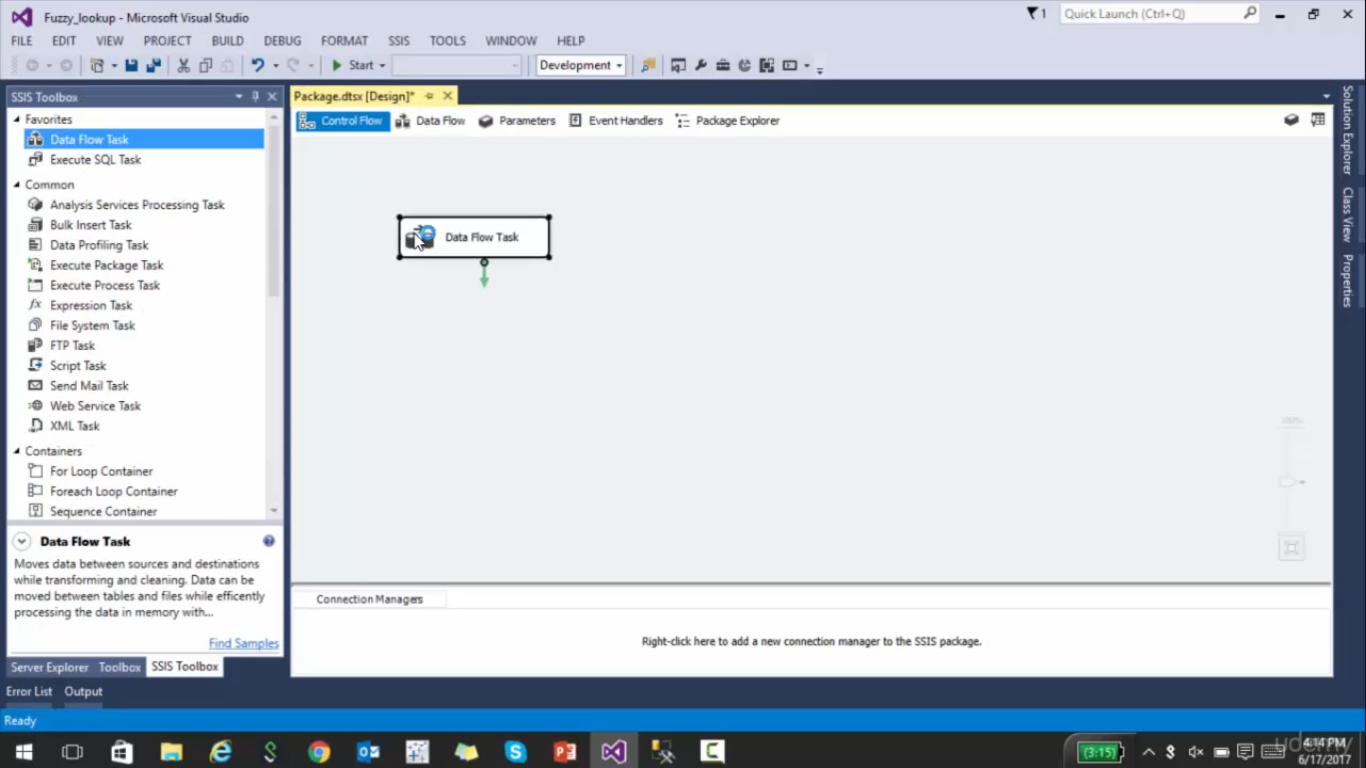 Fuzzy_lookup - Microsoft Visual Studio
1
Quick Launch (Ctrl+Q)
FILE EDIT VIEW PROJECT BUILD DEBUG FORMAT SSIS TOOLS WINDOW HELP
Start
Development
SSIS Toolbox
Favorites
Data Flow Task
Execute SQL Task
Common
Analysis Services Processing Task
Bulk Insert Task
Data Profiling Task
Execute Package Task
Execute Process Task
Expression Task
File System Task
FTP Task
Script Task
Send Mail Task
Web Service Task
XML Task
Containers
For Loop Container
Foreach Loop Container
Sequence Container
Data Flow Task
Moves data between sources and destinations
while transforming and cleaning. Data can be
moved between tables and files while efficently
processing the data in memory with...
Find Samples
Server Explorer Toolbox SSIS Toolbox
Package.dtsx [Design]*
Control Flow Data Flow Parameters Event Handlers Package Explorer
Data Flow Task
100%
Connection Managers
Right-click here to add a new connection manager to the SSIS package.
Solution Explorer
Class View
Properties
Error List Output
Ready
(3:15)
4:14 PM
6/17/2017
udemy